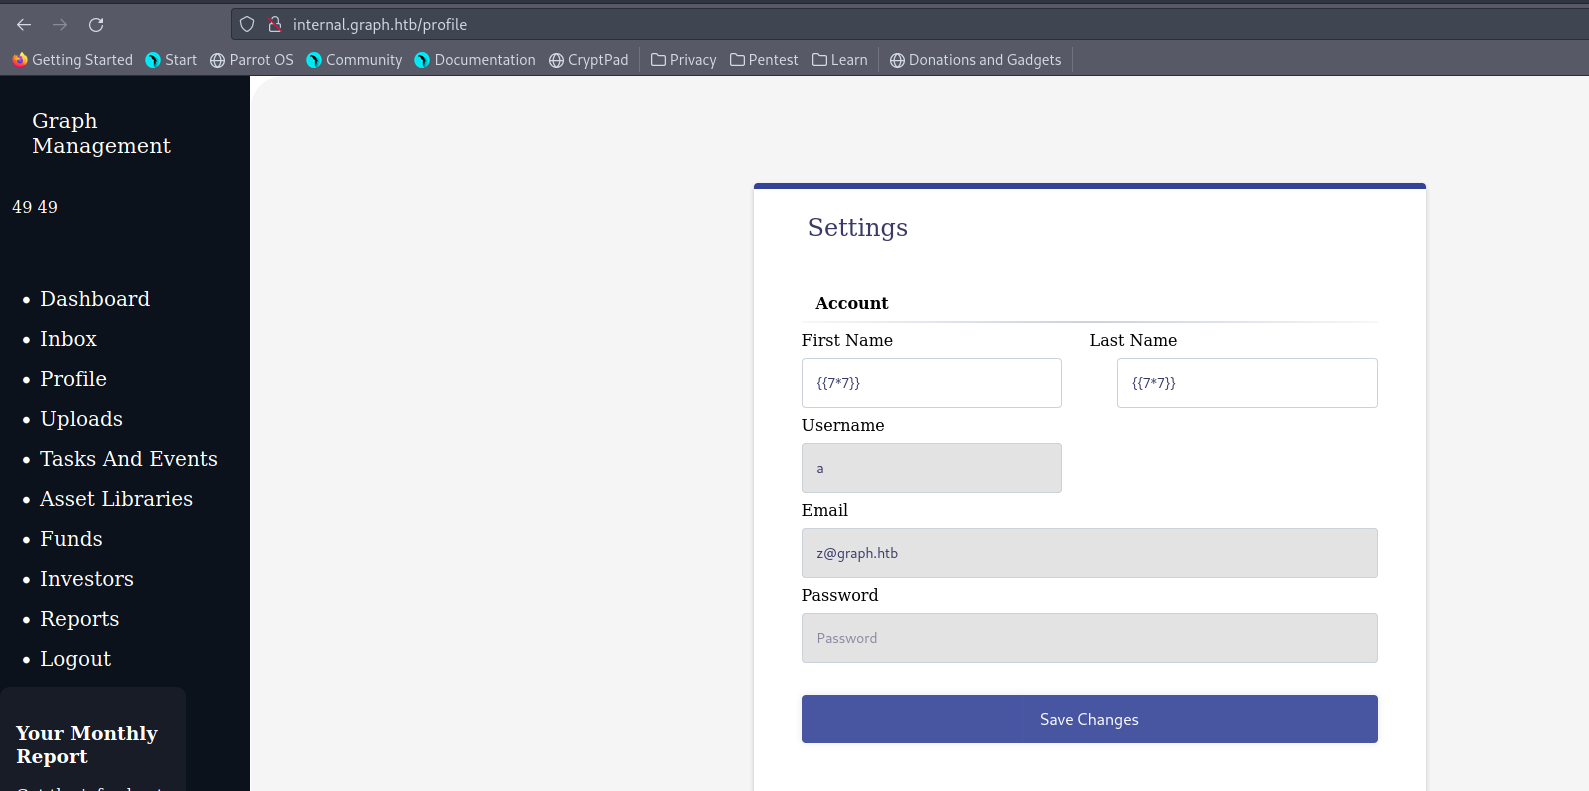 internal.graph.htb/profile
Getting Started Start Parrot OS Community Documentation CryptPad Privacy Pentest Learn Donations and Gadgets
Graph
Management
49 49
Dashboard
Inbox
Profile
Uploads
Tasks And Events
Asset Libraries
Funds
Investors
Reports
Logout
Your Monthly
Report
Settings
Account
First Name Last Name
{{7*7}} {{7*7}}
Username
a
Email
z@graph.htb
Password
Password
Save Changes